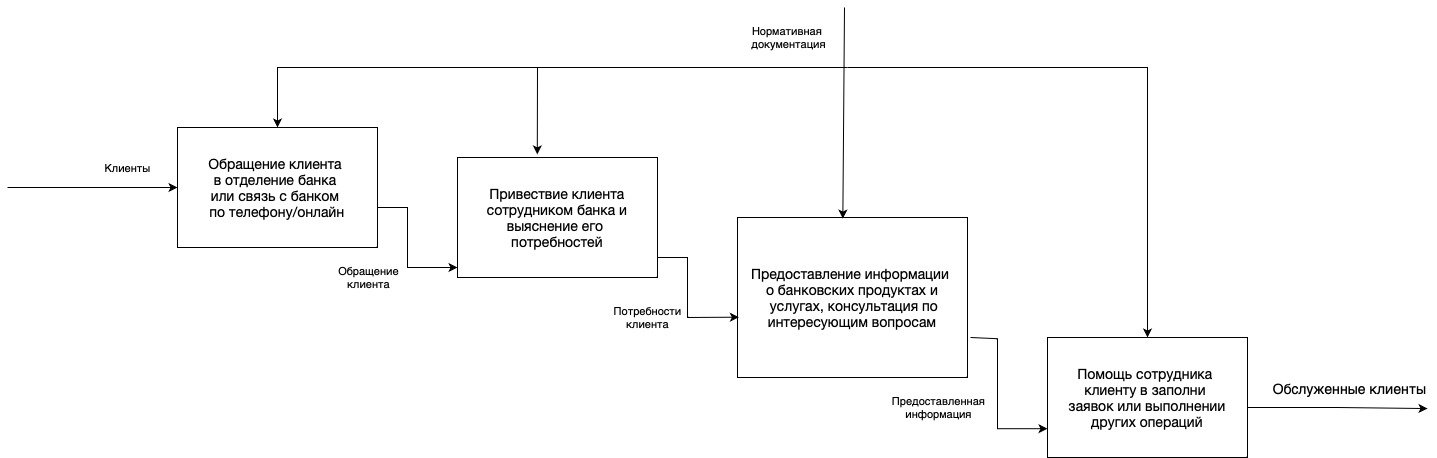 Нормативная
документация
Клиенты
Обращение клиента
в отделение банка
или связь с банком
по телефону/онлайн
Обращение
клиента
Привествие клиента
сотрудником банка и
выяснение его
потребностей
Потребности
клиента
Предоставление информации
о банковских продуктах и
услугах, консультация по
интересующим вопросам
Предоставленная
информация
Помощь сотрудника
клиенту в заполни
заявок или выполнении
других операций
Обслуженные клиенты